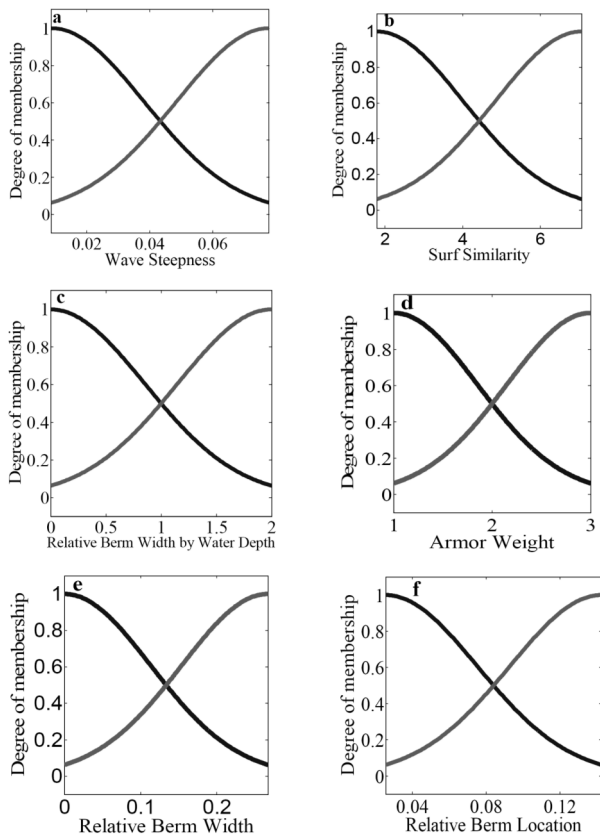 a
1
0.8
0.6
0.4
0.2
0
Degree of membership
0.02 0.04 0.06
Wave Steepness
b
1
0.8
0.6
0.4
0.2
0
Degree of membership
2 4 6
Surf Similarity
c
1
0.8
0.6
0.4
0.2
0
Degree of membership
0 0.5 1 1.5 2
Relative Berm Width by Water Depth
d
1
0.8
0.6
0.4
0.2
0
Degree of membership
1 2 3
Armor Weight
e
1
0.8
0.6
0.4
0.2
0
Degree of membership
0 0.1 0.2
Relative Berm Width
f
1
0.8
0.6
0.4
0.2
0
Degree of membership
0.04 0.08 0.12
Relative Berm Location